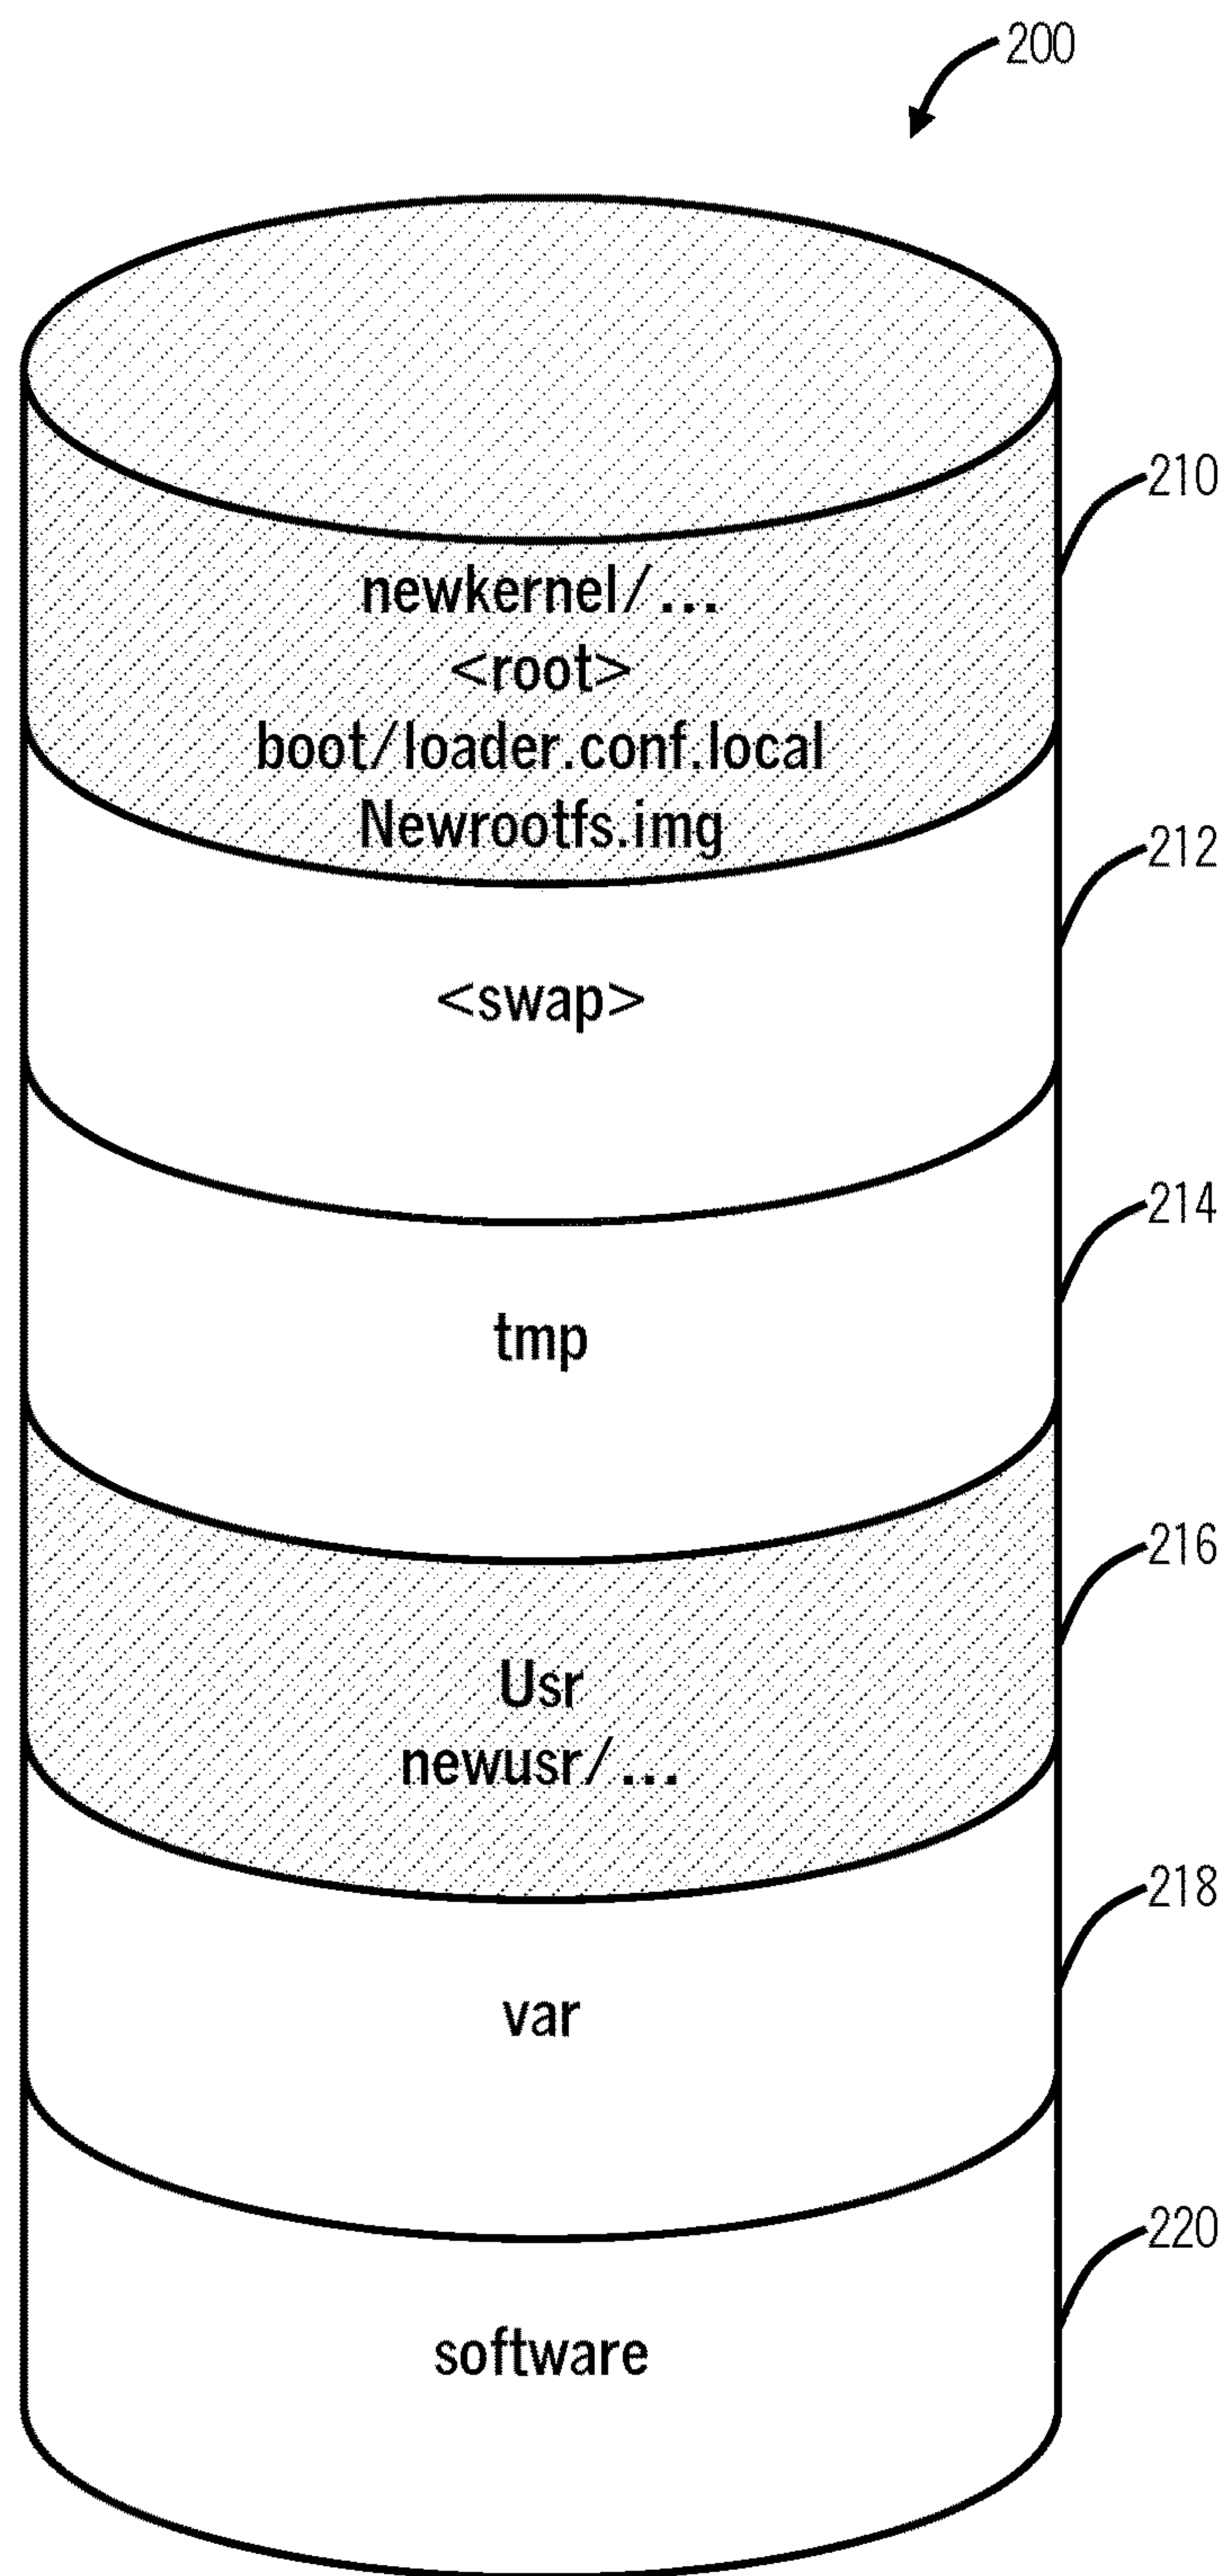 200
210
newkernel/...
<root>
boot/loader.conf.local
Newrootfs.img
212
<swap>
214
tmp
216
Usr
newusr/...
218
var
220
software